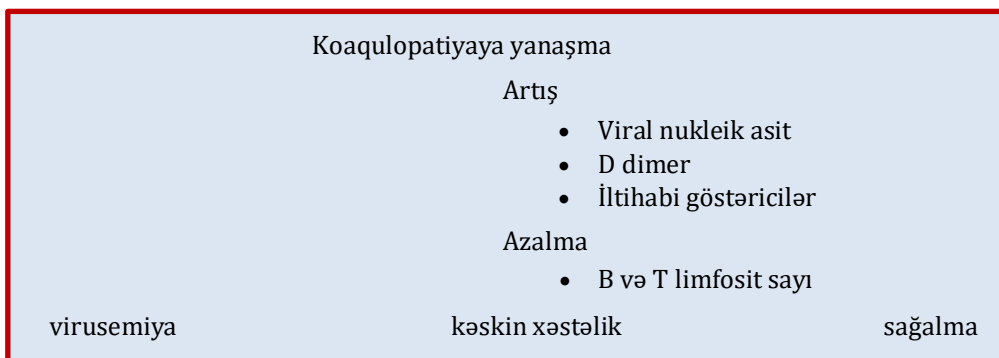 Koaqulopatiyaya yanaşma
Artış
• Viral nukleik asit
• D dimer
• İltihabi göstəricilər
Azalma
• B və T limfosit sayı
virusemiya kəskin xəstəlik sağalma